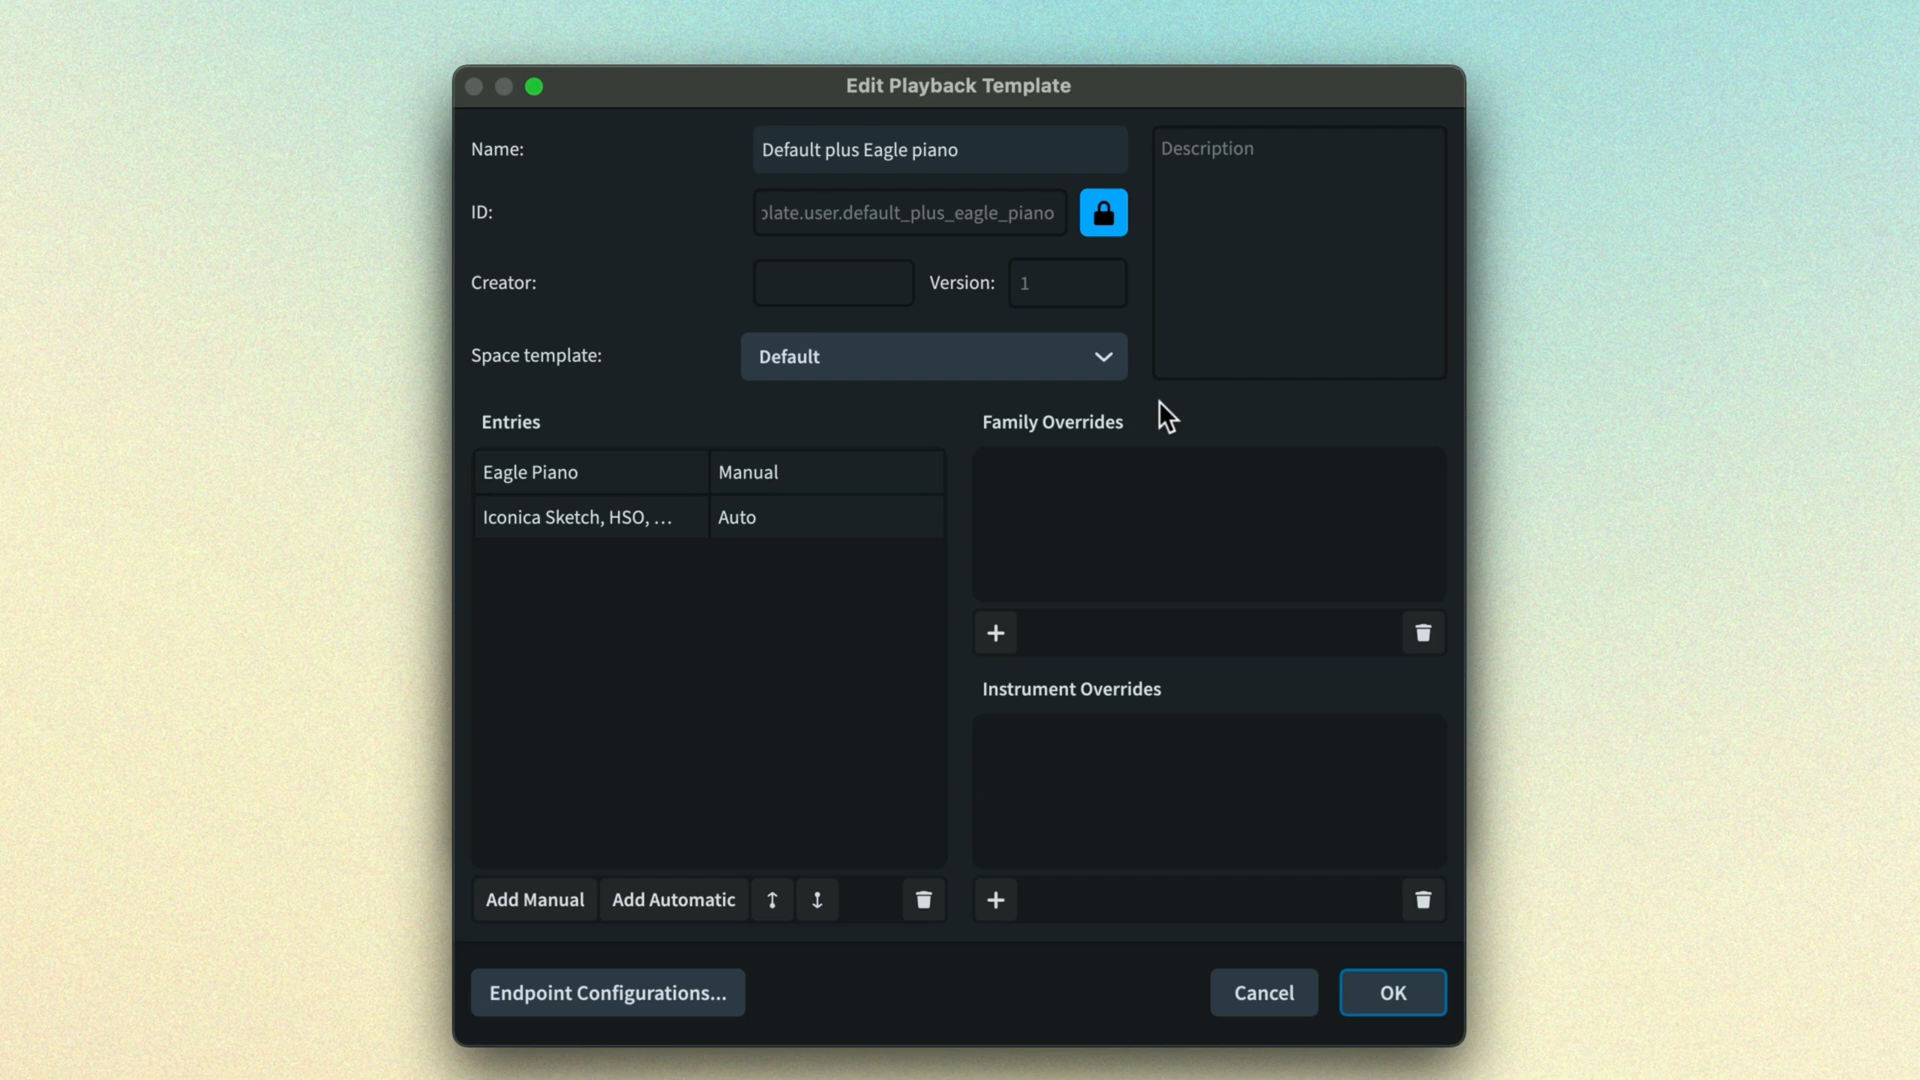 Edit Playback Template
Name:
Default plus Eagle piano
Description
ID:
plate.user.default_plus_eagle_piano
Creator:
Version:
1
Space template:
Default
Entries
Family Overrides
Eagle Piano
Manual
Iconica Sketch, HSO, ...
Auto
Instrument Overrides
Add Manual
Add Automatic
Endpoint Configurations...
Cancel
OK